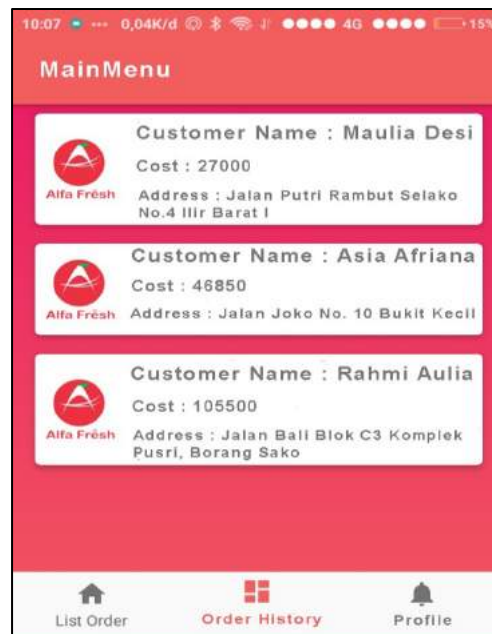 10:07 ... 0,04K/d 4G 15%
MainMenu
Customer Name : Maulia Desi
Cost : 27000
Alfa Frêsh
Address : Jalan Putri Rambut Selako
No.4 Ilir Barat I
Customer Name : Asia Afriana
Cost : 46850
Alfa Frêsh
Address : Jalan Joko No. 10 Bukit Kecil
Customer Name : Rahmi Aulia
Cost : 105500
Alfa Frêsh
Address : Jalan Bali Blok C3 Komplek
Pusri, Borang Sako
List Order
Order History
Profile